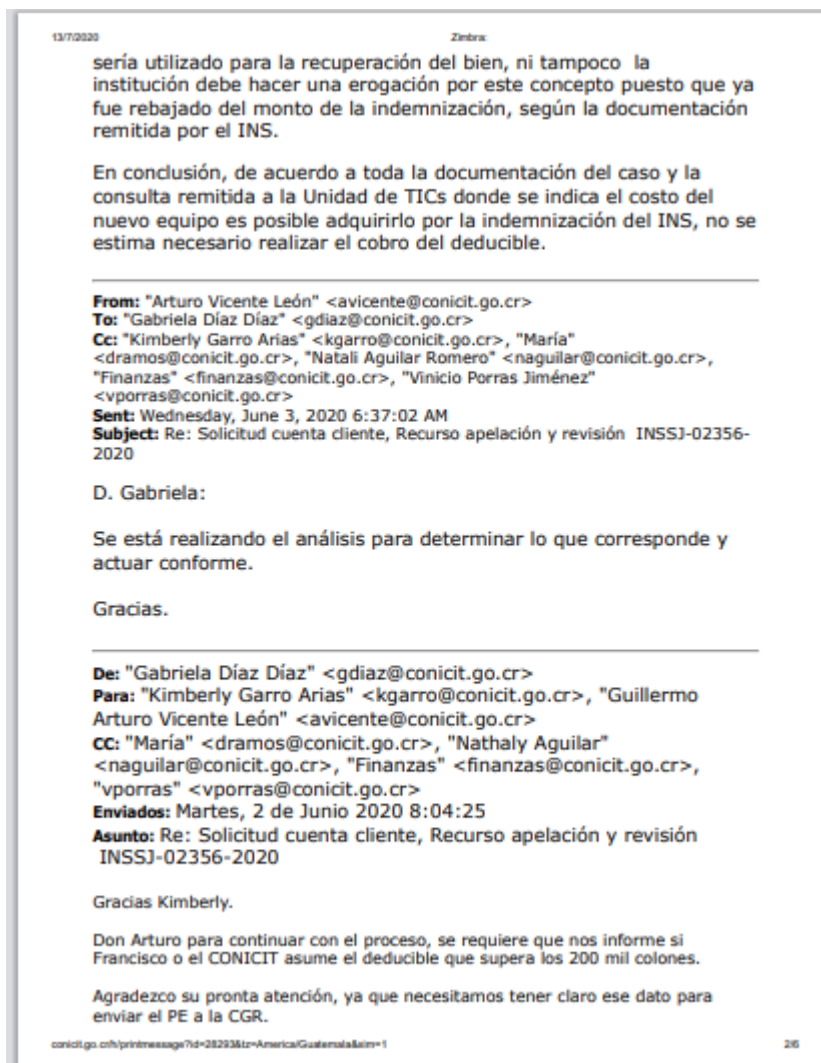 13/7/2020 Zimbra:
sería utilizado para la recuperación del bien, ni tampoco la
institución debe hacer una erogación por este concepto puesto que ya
fue rebajado del monto de la indemnización, según la documentación
remitida por el INS.
En conclusión, de acuerdo a toda la documentación del caso y la
consulta remitida a la Unidad de TICs donde se indica el costo del
nuevo equipo es posible adquirirlo por la indemnización del INS, no se
estima necesario realizar el cobro del deducible.
From: "Arturo Vicente León" <avicente@conicit.go.cr>
To: "Gabriela Díaz Díaz" <gdiaz@conicit.go.cr>
Cc: "Kimberly Garro Arias" <kgarro@conicit.go.cr>, "María"
<dramos@conicit.go.cr>, "Natali Aguilar Romero" <naguilar@conicit.go.cr>,
"Finanzas" <finanzas@conicit.go.cr>, "Vinicio Porras Jiménez"
<vporras@conicit.go.cr>
Sent: Wednesday, June 3, 2020 6:37:02 AM
Subject: Re: Solicitud cuenta cliente, Recurso apelación y revisión INSSJ-02356-
2020
D. Gabriela:
Se está realizando el análisis para determinar lo que corresponde y
actuar conforme.
Gracias.
De: "Gabriela Díaz Díaz" <gdiaz@conicit.go.cr>
Para: "Kimberly Garro Arias" <kgarro@conicit.go.cr>, "Guillermo
Arturo Vicente León" <avicente@conicit.go.cr>
CC: "María" <dramos@conicit.go.cr>, "Nathaly Aguilar"
<naguilar@conicit.go.cr>, "Finanzas" <finanzas@conicit.go.cr>,
"vporras" <vporras@conicit.go.cr>
Enviados: Martes, 2 de Junio 2020 8:04:25
Asunto: Re: Solicitud cuenta cliente, Recurso apelación y revisión
INSSJ-02356-2020
Gracias Kimberly.
Don Arturo para continuar con el proceso, se requiere que nos informe si
Francisco o el CONICIT asume el deducible que supera los 200 mil colones.
Agradezco su pronta atención, ya que necesitamos tener claro ese dato para
enviar el PE a la CGR.
conicit.go.cr/h/printmessage?id=28293&tz=America/Guatemala&xim=1 2/6